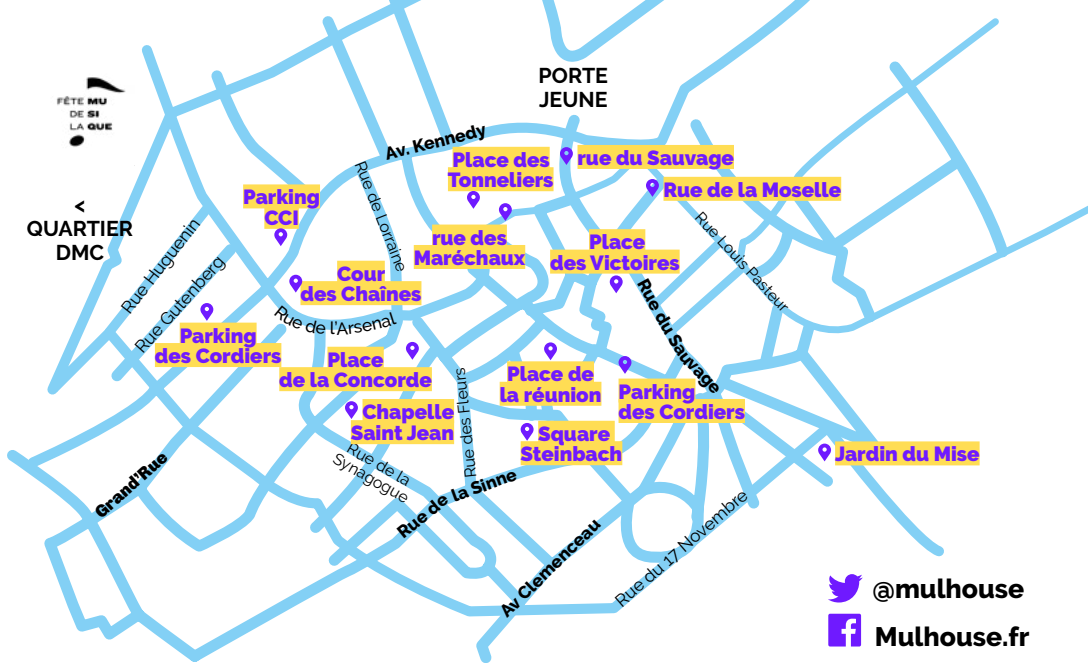 PORTE
JEUNE
FÊTE MU
DE SI
LA QUE
Av. Kennedy
Place des
Tonneliers
rue du Sauvage
Rue de la Moselle
Parking
CCI
<
QUARTIER
DMC
Rue de Lorraine
rue des
Maréchaux
Place
des Victoires
Rue Louis Pasteur
Rue Huguenin
Rue Gutenberg
Cour
des Chaînes
Rue de l'Arsenal
Rue du Sauvage
Parking
des Cordiers
Place
de la Concorde
Place de
la réunion
Parking
des Cordiers
Chapelle
Saint Jean
Rue des Fleurs
Square
Steinbach
Jardin du Mise
Rue de la
Synagogue
Grand'Rue
Rue de la Sinne
Av Clemenceau
Rue du 17 Novembre
@mulhouse
Mulhouse.fr